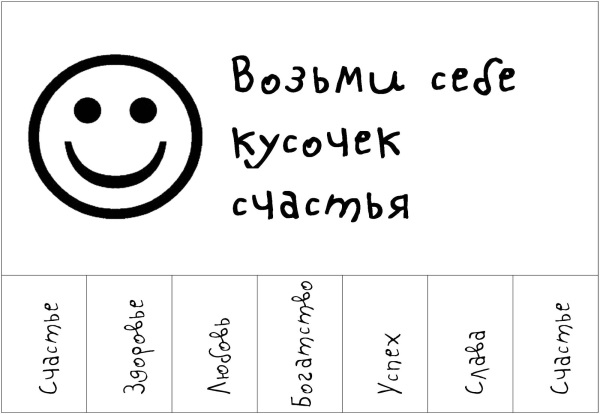 Возьми себе
кусочек
счастья
Счастье
Здоровье
Любовь
Богатство
Успех
Слава
Счастье